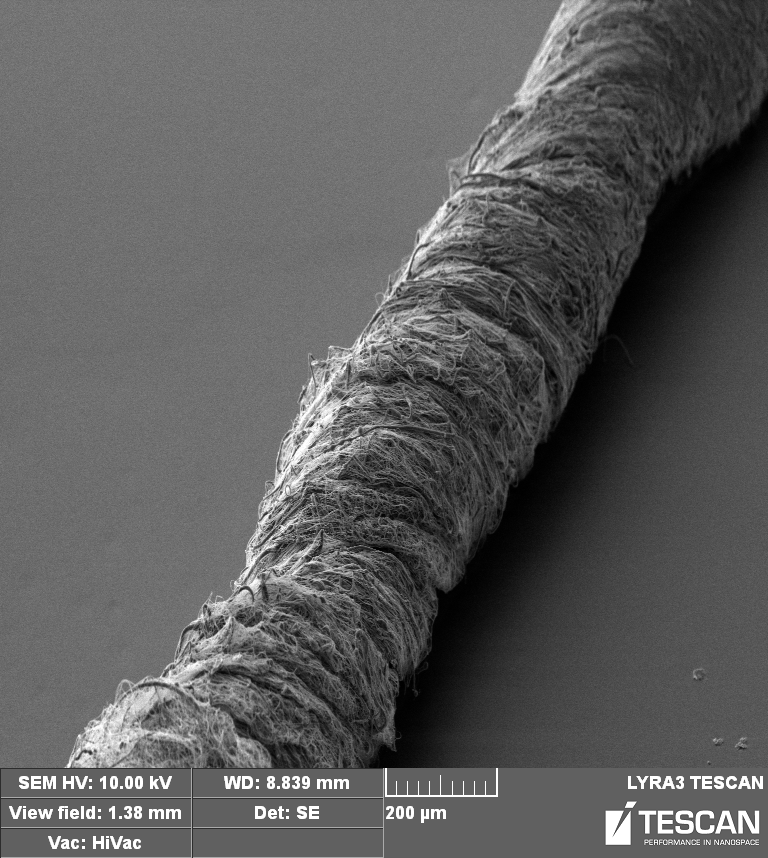 SEM HV: 10.00 kV WD: 8.839 mm LYRA3 TESCAN
View field: 1.38 mm Det: SE 200 µm
Vac: HiVac
TESCAN
PERFORMANCE IN NANOSPACE